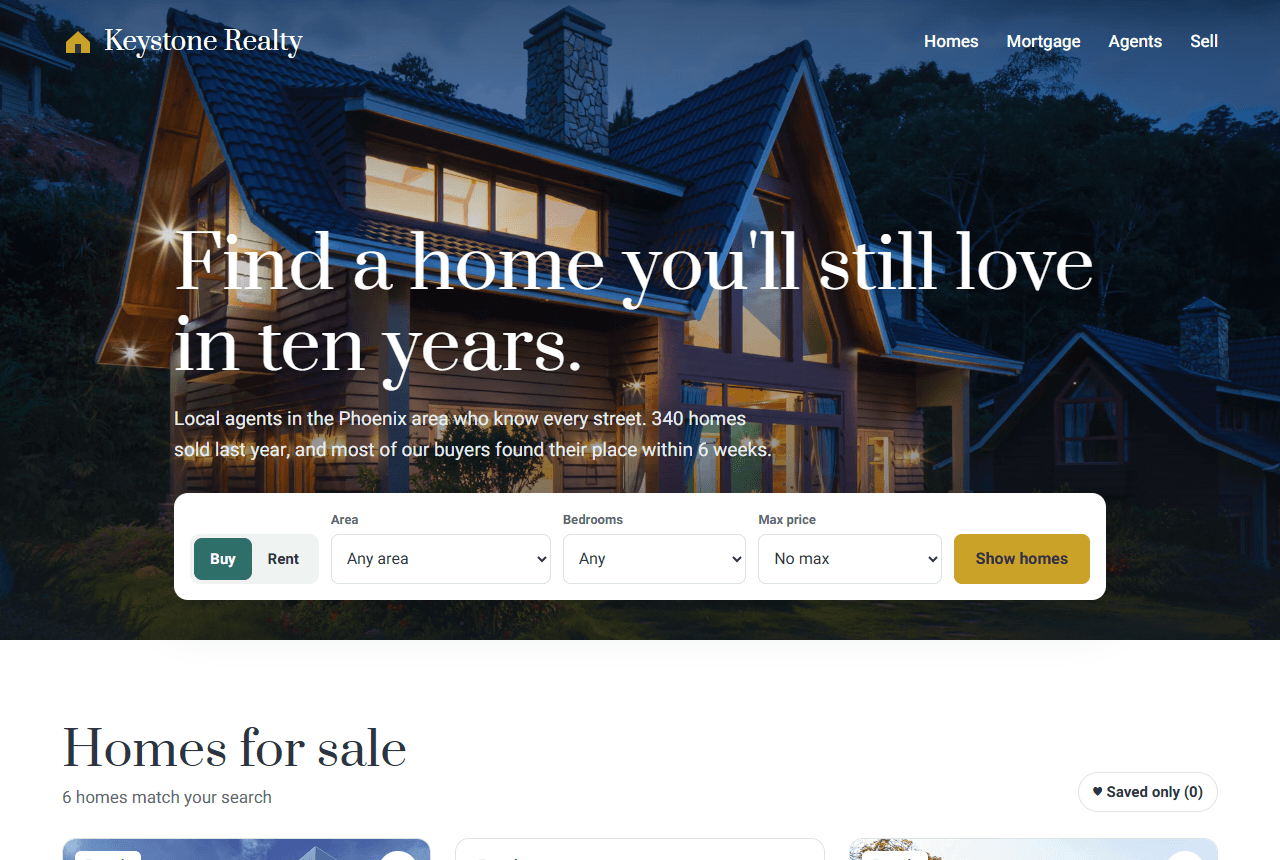 Keystone Realty
Homes Mortgage Agents Sell
Find a home you'll still love
in ten years.
Local agents in the Phoenix area who know every street. 340 homes
sold last year, and most of our buyers found their place within 6 weeks.
Area Bedrooms Max price
Buy Rent Any area Any No max Show homes
Homes for sale
6 homes match your search
♥ Saved only (0)